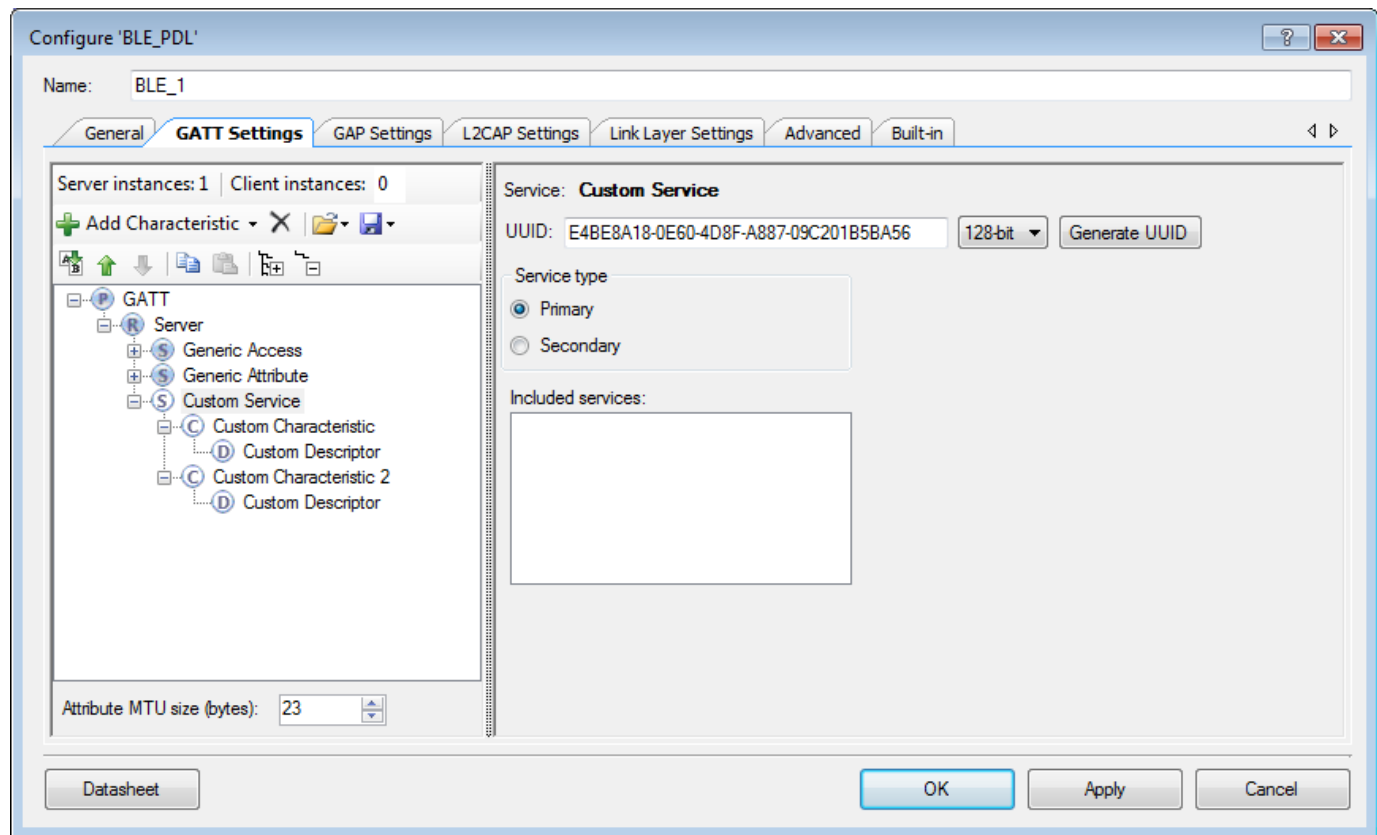 Configure 'BLE_PDL'
Name: BLE_1
General GATT Settings GAP Settings L2CAP Settings Link Layer Settings Advanced Built-in
Server instances: 1 Client instances: 0
Add Characteristic
GATT
Server
Generic Access
Generic Attribute
Custom Service
Custom Characteristic
Custom Descriptor
Custom Characteristic 2
Custom Descriptor
Attribute MTU size (bytes): 23
Service: Custom Service
UUID: E4BE8A18-0E60-4D8F-A887-09C201B5BA56 128-bit Generate UUID
Service type
Primary
Secondary
Included services:
Datasheet OK Apply Cancel